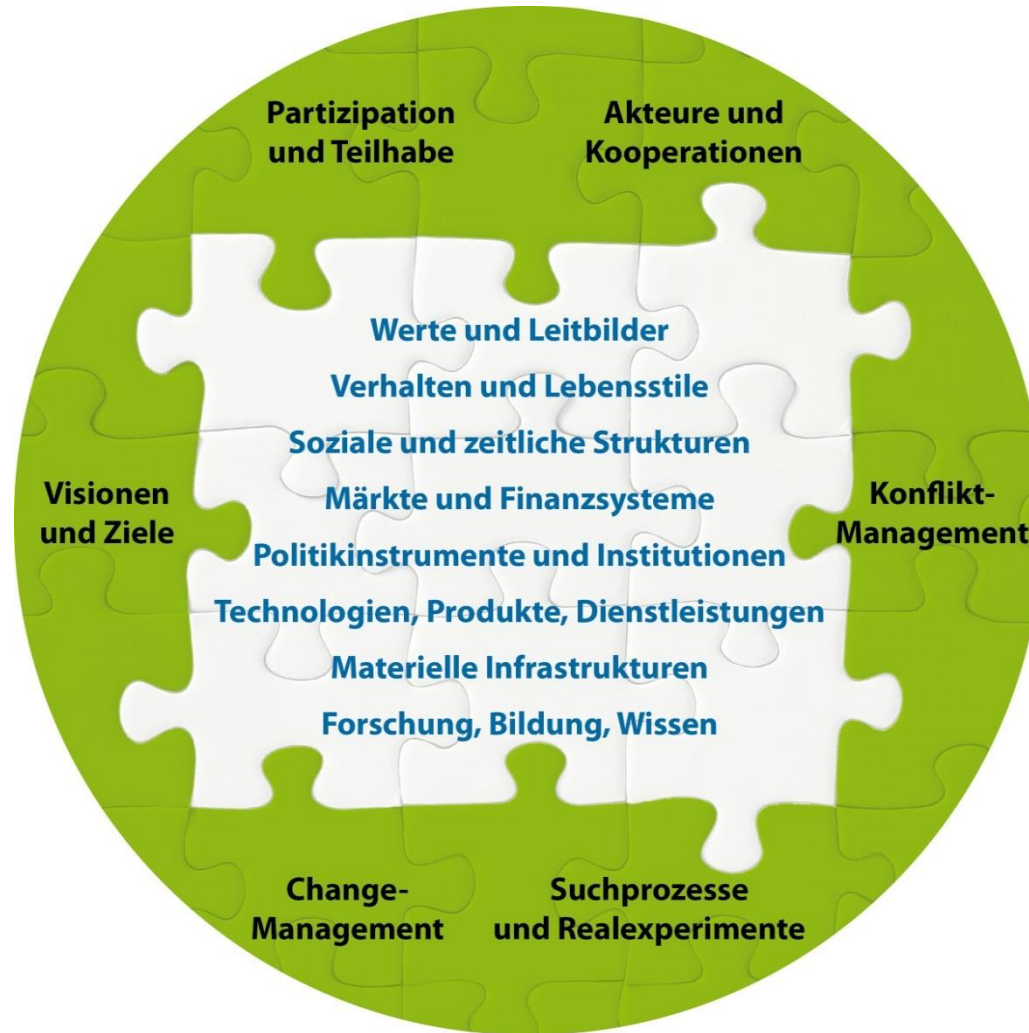 Partizipation
und Teilhabe
Akteure und
Kooperationen
Werte und Leitbilder
Verhalten und Lebensstile
Soziale und zeitliche Strukturen
Märkte und Finanzsysteme
Politikinstrumente und Institutionen
Technologien, Produkte, Dienstleistungen
Materielle Infrastrukturen
Forschung, Bildung, Wissen
Visionen
und Ziele
Konflikt-
Management
Change-
Management
Suchprozesse
und Realexperimente